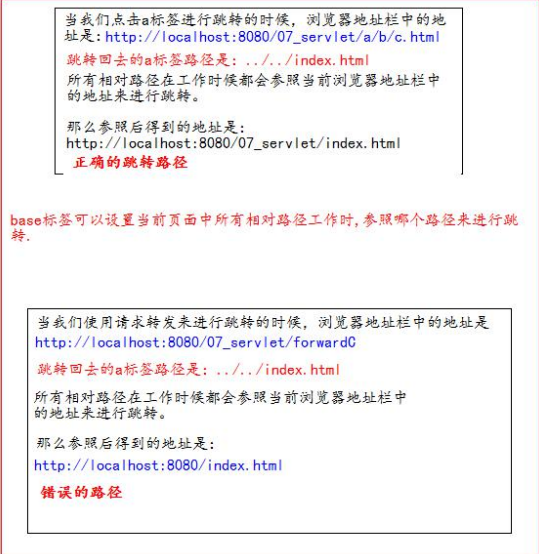 当我们点击a标签进行跳转的时候，浏览器地址栏中的地
址是:http://localhost:8080/07_servlet/a/b/c.html
跳转回去的a标签路径是: ../../index.html
所有相对路径在工作时候都会参照当前浏览器地址栏中
的地址来进行跳转。
那么参照后得到的地址是:
http://localhost:8080/07_servlet/index.html
正确的跳转路径
base标签可以设置当前页面中所有相对路径工作时,参照哪个路径来进行跳
转.
当我们使用请求转发来进行跳转的时候，浏览器地址栏中的地址是
http://localhost:8080/07_servlet/forwardC
跳转回去的a标签路径是: ../../index.html
所有相对路径在工作时候都会参照当前浏览器地址栏中
的地址来进行跳转。
那么参照后得到的地址是:
http://localhost:8080/index.html
错误的路径